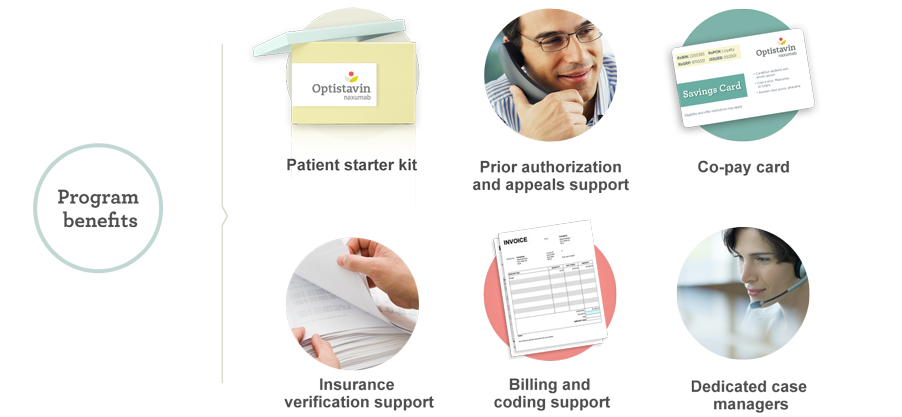 Program
benefits
Optistavin
naxumab
Patient starter kit
Prior authorization
and appeals support
Optistavin
naxumab
Savings Card
Co-pay card
Insurance
verification support
INVOICE
Billing and
coding support
Dedicated case
managers